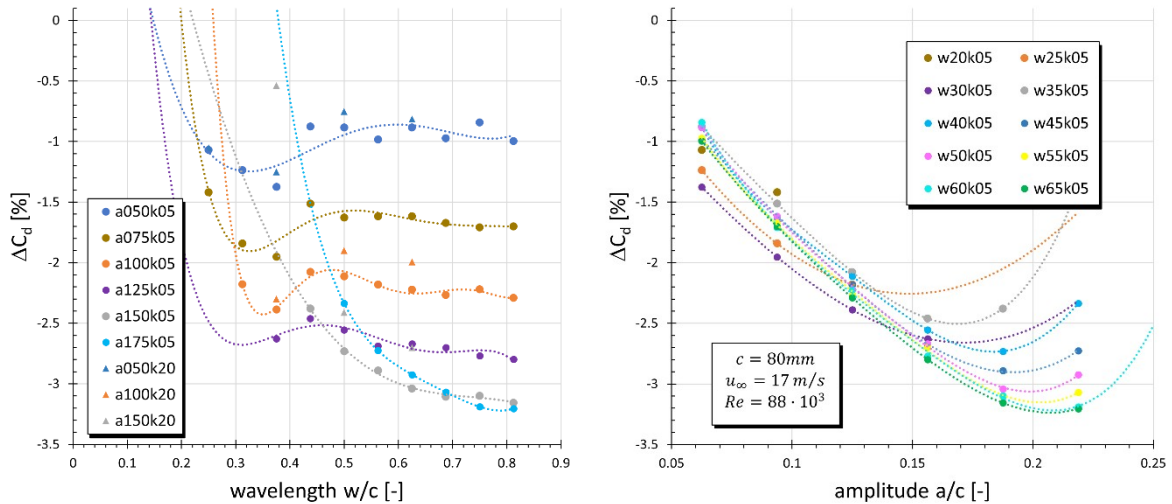 0
-0.5
-1
-1.5
-2
-2.5
-3
-3.5
ΔC_d [%]
a050k05
a075k05
a100k05
a125k05
a150k05
a175k05
a050k20
a100k20
a150k20
0 0.1 0.2 0.3 0.4 0.5 0.6 0.7 0.8 0.9
wavelength w/c [-]
0
-0.5
-1
-1.5
-2
-2.5
-3
-3.5
ΔC_d [%]
w20k05 w25k05
w30k05 w35k05
w40k05 w45k05
w50k05 w55k05
w60k05 w65k05
c = 80mm
u_∞ = 17 m/s
Re = 88 · 10³
0.05 0.1 0.15 0.2 0.25
amplitude a/c [-]